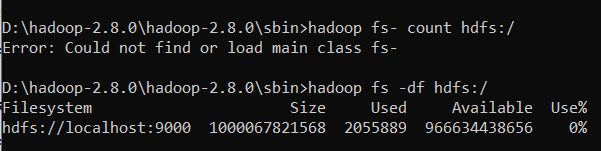 D:\hadoop-2.8.0\hadoop-2.8.0\sbin>hadoop fs- count hdfs:/
Error: Could not find or load main class fs-
D:\hadoop-2.8.0\hadoop-2.8.0\sbin>hadoop fs -df hdfs:/
Filesystem Size Used Available Use%
hdfs://localhost:9000 1000067821568 2055889 966634438656 0%